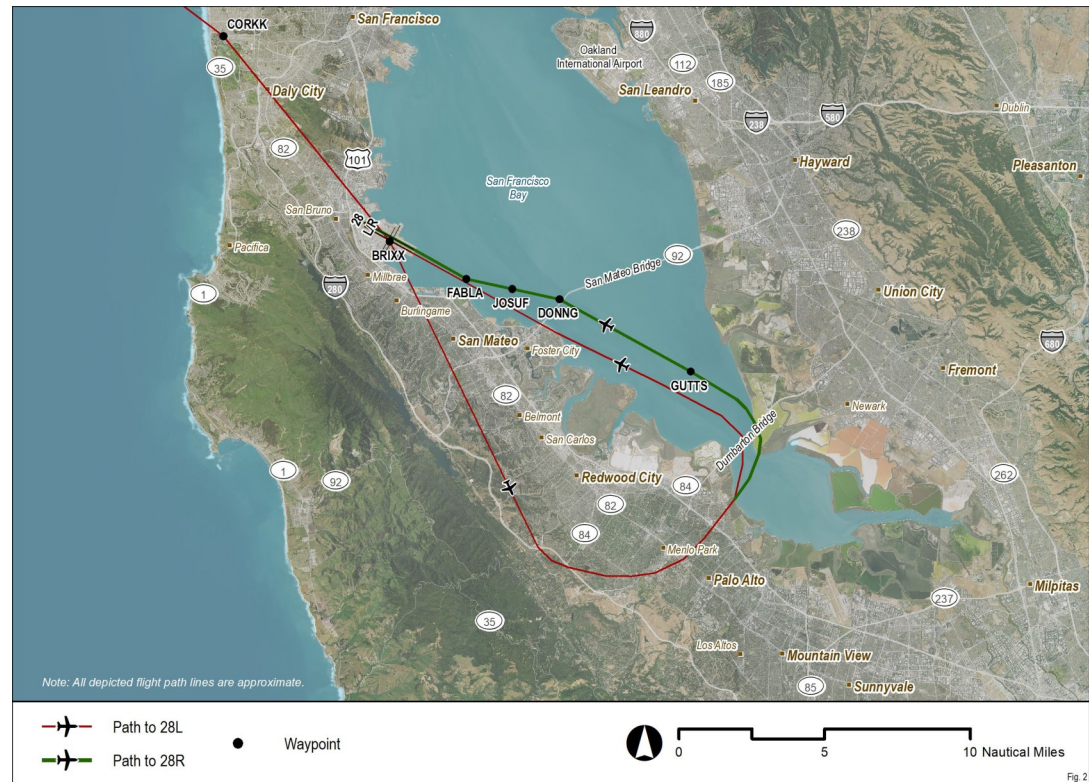 CORKK
San Francisco
880
Oakland
International Airport
112
185
35
Daly City
San Leandro
Dublin
580
238
82
101
Hayward
Pleasanton
San Francisco
Bay
San Bruno
28
L/R
238
Pacifica
BRIXX
92
San Mateo Bridge
Millbrae
280
1
FABLA
JOSUF
DONNG
Union City
Burlingame
San Mateo
Foster City
680
Fremont
GUTTS
82
Newark
Belmont
Dumbarton Bridge
San Carlos
1
92
Redwood City
84
262
82
84
Menlo Park
Palo Alto
Milpitas
237
35
Los Altos
Mountain View
85
Sunnyvale
Note: All depicted flight path lines are approximate.
Path to 28L
Path to 28R
Waypoint
0
5
10 Nautical Miles
Fig. 2